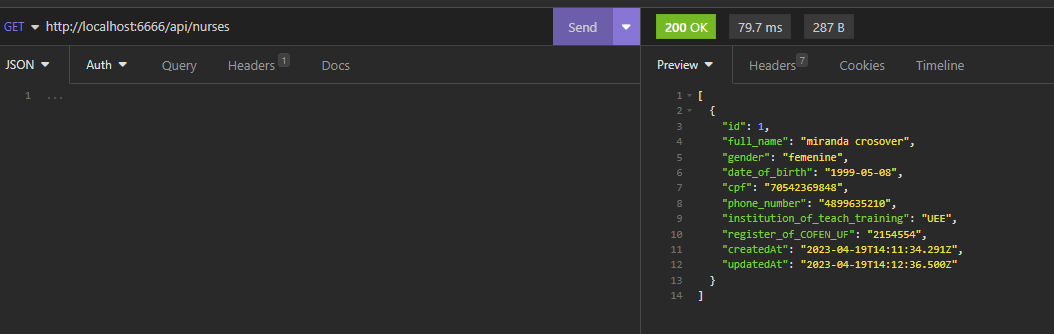 GET http://localhost:6666/api/nurses Send 200 OK 79.7 ms 287 B
JSON Auth Query Headers 1 Docs Preview Headers 7 Cookies Timeline
1 ...
1 [
2 {
3 "id": 1,
4 "full_name": "miranda crosover",
5 "gender": "femenine",
6 "date_of_birth": "1999-05-08",
7 "cpf": "70542369848",
8 "phone_number": "4899635210",
9 "institution_of_teach_training": "UEE",
10 "register_of_COFEN_UF": "2154554",
11 "createdAt": "2023-04-19T14:11:34.291Z",
12 "updatedAt": "2023-04-19T14:12:36.500Z"
13 }
14 ]